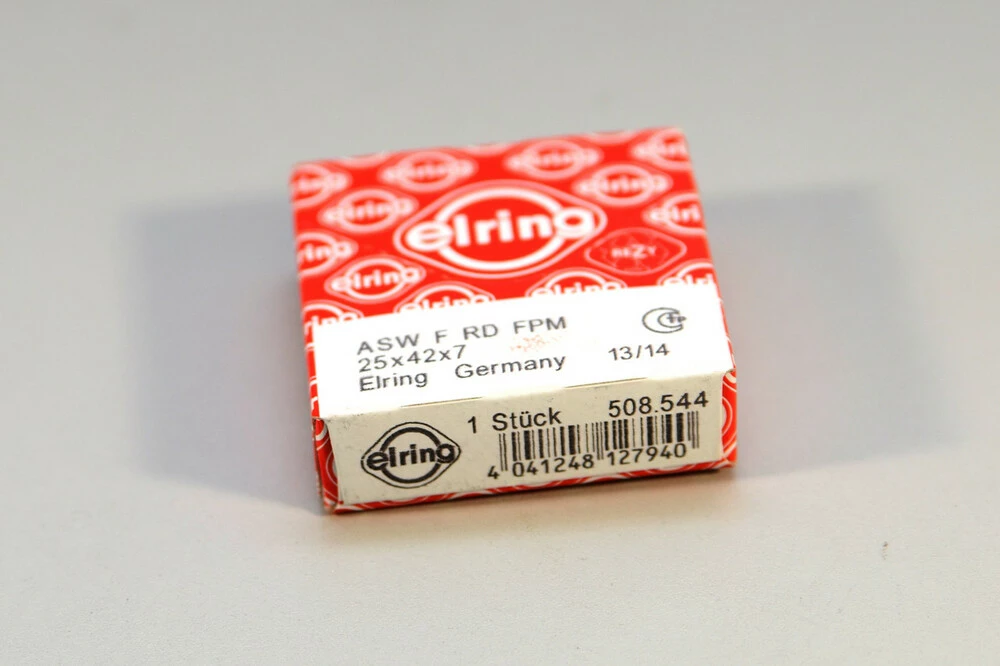 elring
ASW F RD FPM
25x42x7
Elring Germany 13/14
1 Stück 508.544
elring
4 041248 127940